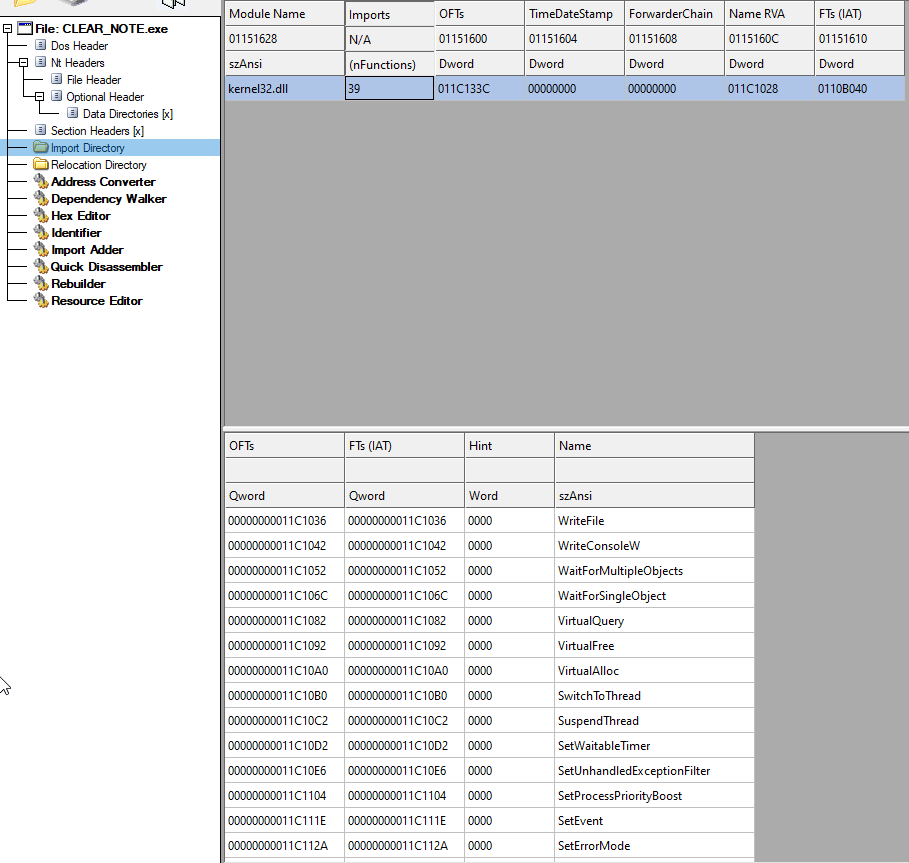 File: CLEAR_NOTE.exe
Dos Header
Nt Headers
File Header
Optional Header
Data Directories [x]
Section Headers [x]
Import Directory
Relocation Directory
Address Converter
Dependency Walker
Hex Editor
Identifier
Import Adder
Quick Disassembler
Rebuilder
Resource Editor
Module Name Imports OFTs TimeDateStamp ForwarderChain Name RVA FTs (IAT)
01151628 N/A 01151600 01151604 01151608 0115160C 01151610
szAnsi (nFunctions) Dword Dword Dword Dword Dword
kernel32.dll 39 011C133C 00000000 00000000 011C1028 0110B040
OFTs FTs (IAT) Hint Name
Qword Qword Word szAnsi
00000000011C1036 00000000011C1036 0000 WriteFile
00000000011C1042 00000000011C1042 0000 WriteConsoleW
00000000011C1052 00000000011C1052 0000 WaitForMultipleObjects
00000000011C106C 00000000011C106C 0000 WaitForSingleObject
00000000011C1082 00000000011C1082 0000 VirtualQuery
00000000011C1092 00000000011C1092 0000 VirtualFree
00000000011C10A0 00000000011C10A0 0000 VirtualAlloc
00000000011C10B0 00000000011C10B0 0000 SwitchToThread
00000000011C10C2 00000000011C10C2 0000 SuspendThread
00000000011C10D2 00000000011C10D2 0000 SetWaitableTimer
00000000011C10E6 00000000011C10E6 0000 SetUnhandledExceptionFilter
00000000011C1104 00000000011C1104 0000 SetProcessPriorityBoost
00000000011C111E 00000000011C111E 0000 SetEvent
00000000011C112A 00000000011C112A 0000 SetErrorMode